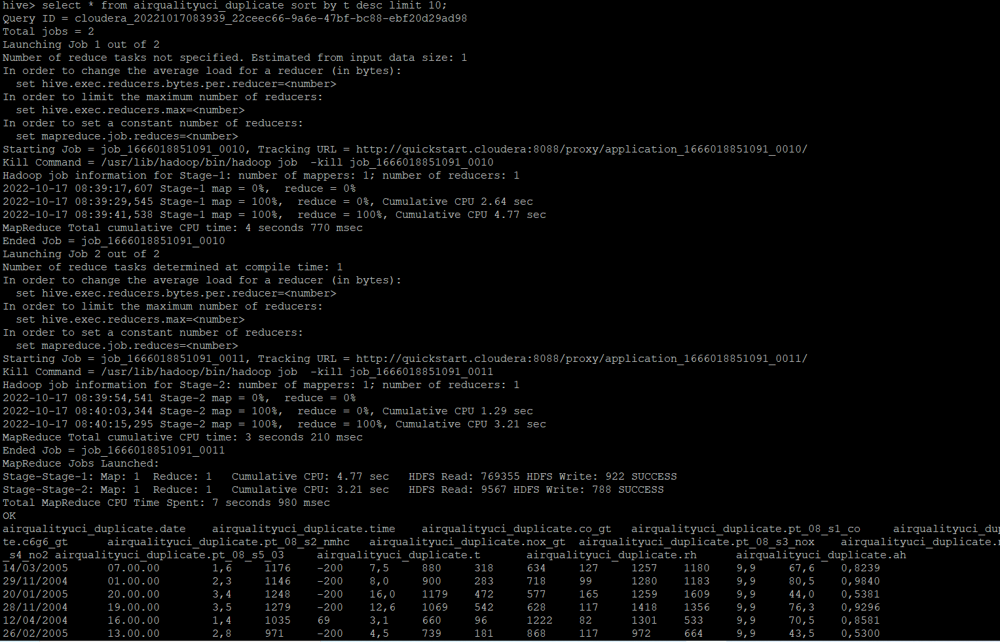 hive> select * from airqualityuci_duplicate sort by t desc limit 10;
Query ID = cloudera_20221017083939_22ceec66-9a6e-47bf-bc88-ebf20d29ad98
Total jobs = 2
Launching Job 1 out of 2
Number of reduce tasks not specified. Estimated from input data size: 1
In order to change the average load for a reducer (in bytes):
  set hive.exec.reducers.bytes.per.reducer=<number>
In order to limit the maximum number of reducers:
  set hive.exec.reducers.max=<number>
In order to set a constant number of reducers:
  set mapreduce.job.reduces=<number>
Starting Job = job_1666018851091_0010, Tracking URL = http://quickstart.cloudera:8088/proxy/application_1666018851091_0010/
Kill Command = /usr/lib/hadoop/bin/hadoop job  -kill job_1666018851091_0010
Hadoop job information for Stage-1: number of mappers: 1; number of reducers: 1
2022-10-17 08:39:17,607 Stage-1 map = 0%,  reduce = 0%
2022-10-17 08:39:29,545 Stage-1 map = 100%,  reduce = 0%, Cumulative CPU 2.64 sec
2022-10-17 08:39:41,538 Stage-1 map = 100%,  reduce = 100%, Cumulative CPU 4.77 sec
MapReduce Total cumulative CPU time: 4 seconds 770 msec
Ended Job = job_1666018851091_0010
Launching Job 2 out of 2
Number of reduce tasks determined at compile time: 1
In order to change the average load for a reducer (in bytes):
  set hive.exec.reducers.bytes.per.reducer=<number>
In order to limit the maximum number of reducers:
  set hive.exec.reducers.max=<number>
In order to set a constant number of reducers:
  set mapreduce.job.reduces=<number>
Starting Job = job_1666018851091_0011, Tracking URL = http://quickstart.cloudera:8088/proxy/application_1666018851091_0011/
Kill Command = /usr/lib/hadoop/bin/hadoop job  -kill job_1666018851091_0011
Hadoop job information for Stage-2: number of mappers: 1; number of reducers: 1
2022-10-17 08:39:54,541 Stage-2 map = 0%,  reduce = 0%
2022-10-17 08:40:03,344 Stage-2 map = 100%,  reduce = 0%, Cumulative CPU 1.29 sec
2022-10-17 08:40:15,295 Stage-2 map = 100%,  reduce = 100%, Cumulative CPU 3.21 sec
MapReduce Total cumulative CPU time: 3 seconds 210 msec
Ended Job = job_1666018851091_0011
MapReduce Jobs Launched:
Stage-Stage-1: Map: 1  Reduce: 1   Cumulative CPU: 4.77 sec   HDFS Read: 769355 HDFS Write: 922 SUCCESS
Stage-Stage-2: Map: 1  Reduce: 1   Cumulative CPU: 3.21 sec   HDFS Read: 9567 HDFS Write: 788 SUCCESS
Total MapReduce CPU Time Spent: 7 seconds 980 msec
OK
airqualityuci_duplicate.date    airqualityuci_duplicate.time    airqualityuci_duplicate.co_gt   airqualityuci_duplicate.pt_08_s1_co     airqualityuci_du
te.c6g6_gt      airqualityuci_duplicate.pt_08_s2_nmhc   airqualityuci_duplicate.nox_gt  airqualityuci_duplicate.pt_08_s3_nox    airqualityuci_duplicate.
_s4_no2 airqualityuci_duplicate.pt_08_s5_03     airqualityuci_duplicate.t       airqualityuci_duplicate.rh      airqualityuci_duplicate.ah
14/03/2005      07.00.00        1,6     1176    -200    7,5     880     318     634     127     1257    1180    9,9     67,6    0,8239
29/11/2004      01.00.00        2,3     1146    -200    8,0     900     283     718     99      1280    1183    9,9     80,5    0,9840
20/01/2005      20.00.00        3,4     1248    -200    16,0    1179    472     577     165     1259    1609    9,9     44,0    0,5381
28/11/2004      19.00.00        3,5     1279    -200    12,6    1069    542     628     117     1418    1356    9,9     76,3    0,9296
12/04/2004      16.00.00        1,4     1035    69      3,1     660     96      1222    82      1301    533     9,9     70,5    0,8581
26/02/2005      13.00.00        2,8     971     -200    4,5     739     181     868     117     972     664     9,9     43,5    0,5300